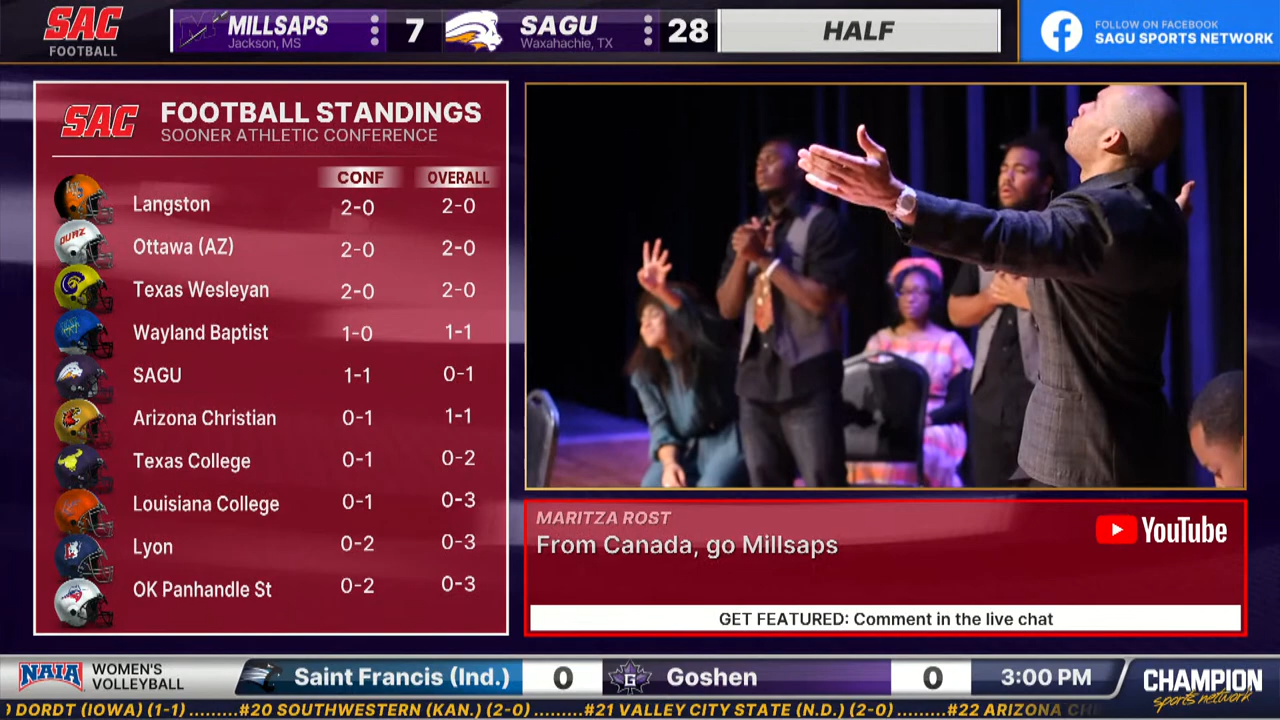 SAC
FOOTBALL
MILLSAPS
Jackson, MS
7
SAGU
Waxahachie, TX
28
HALF
FOLLOW ON FACEBOOK
SAGU SPORTS NETWORK
SAC
FOOTBALL STANDINGS
SOONER ATHLETIC CONFERENCE
CONF OVERALL
Langston 2-0 2-0
Ottawa (AZ) 2-0 2-0
Texas Wesleyan 2-0 2-0
Wayland Baptist 1-0 1-1
SAGU 1-1 0-1
Arizona Christian 0-1 1-1
Texas College 0-1 0-2
Louisiana College 0-1 0-3
Lyon 0-2 0-3
OK Panhandle St 0-2 0-3
OUAZ
MARITZA ROST
YouTube
From Canada, go Millsaps
GET FEATURED: Comment in the live chat
NAIA
WOMEN'S
VOLLEYBALL
Saint Francis (Ind.) 0
G
Goshen 0
3:00 PM
CHAMPION
sports network
DORDT (IOWA) (1-1) .........#20 SOUTHWESTERN (KAN.) (2-0) .........#21 VALLEY CITY STATE (N.D.) (2-0) .........#22 ARIZONA CH